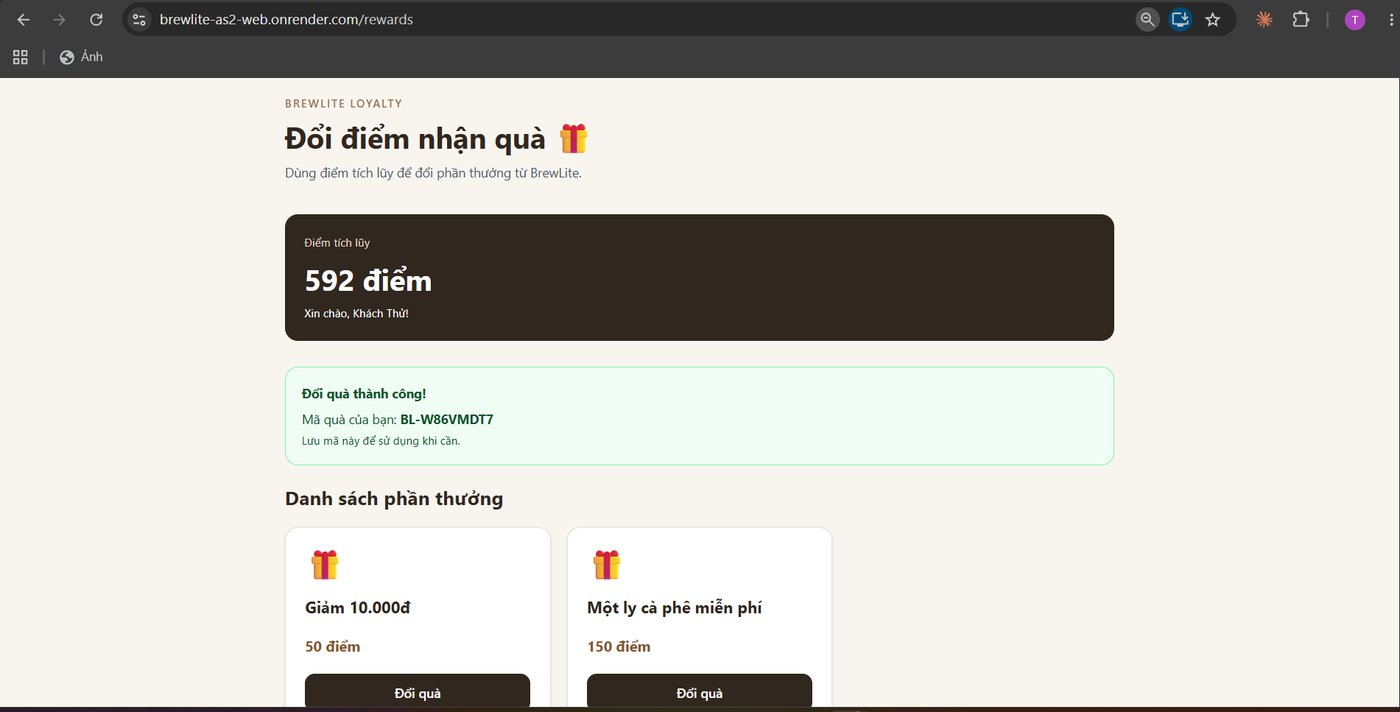 brewlite-as2-web.onrender.com/rewards
T
Ảnh
BREWLITE LOYALTY
Đổi điểm nhận quà
Dùng điểm tích lũy để đổi phần thưởng từ BrewLite.
Điểm tích lũy
592 điểm
Xin chào, Khách Thử!
Đổi quà thành công!
Mã quà của bạn: BL-W86VMDT7
Lưu mã này để sử dụng khi cần.
Danh sách phần thưởng
Giảm 10.000đ
50 điểm
Đổi quà
Một ly cà phê miễn phí
150 điểm
Đổi quà